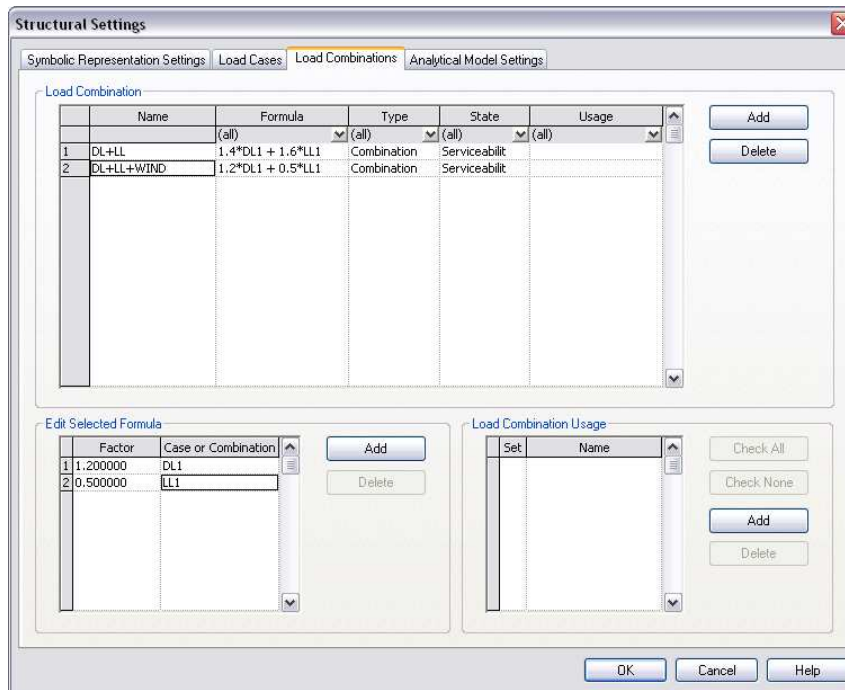 Structural Settings
Symbolic Representation Settings Load Cases Load Combinations Analytical Model Settings
Load Combination
Name Formula Type State Usage
(all) (all) (all) (all)
1 DL+LL 1.4*DL1 + 1.6*LL1 Combination Serviceabilit
2 DL+LL+WIND 1.2*DL1 + 0.5*LL1 Combination Serviceabilit
Add
Delete
Edit Selected Formula
Factor Case or Combination
1 1.200000 DL1
2 0.500000 LL1
Add
Delete
Load Combination Usage
Set Name
Check All
Check None
Add
Delete
OK Cancel Help